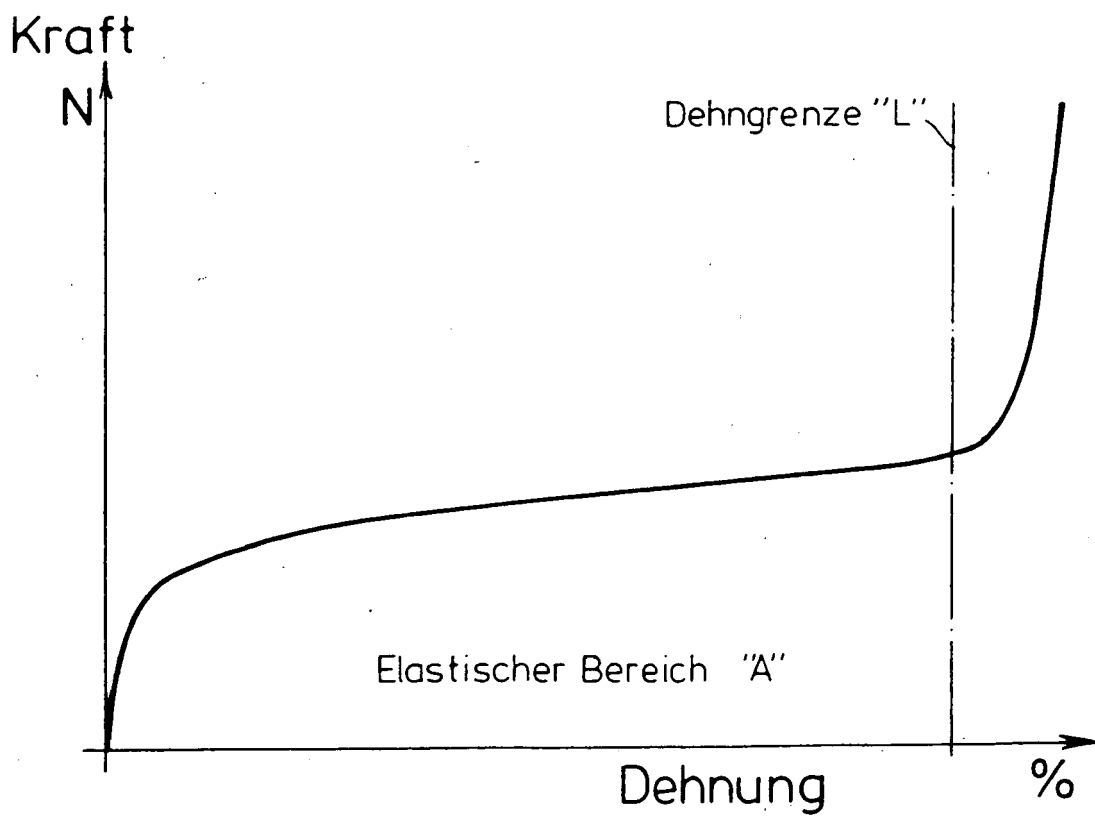 Kraft
N
Dehngrenze "L"
Elastischer Bereich "A"
Dehnung %